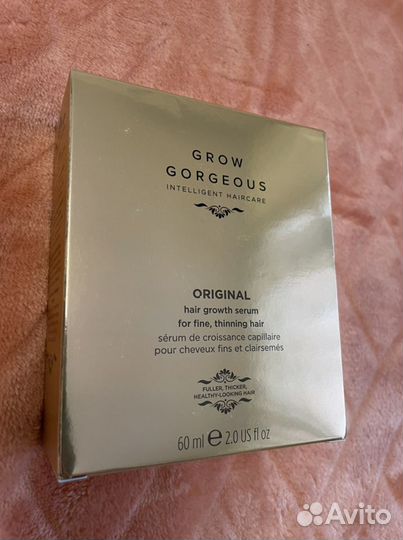 GROW
GORGEOUS
INTELLIGENT HAIRCARE
ORIGINAL
hair growth serum
for fine, thinning hair
sérum de croissance capillaire
pour cheveux fins et clairsemés
FULLER, THICKER,
HEALTHY-LOOKING HAIR
60 ml e 2.0 US fl oz
Avito